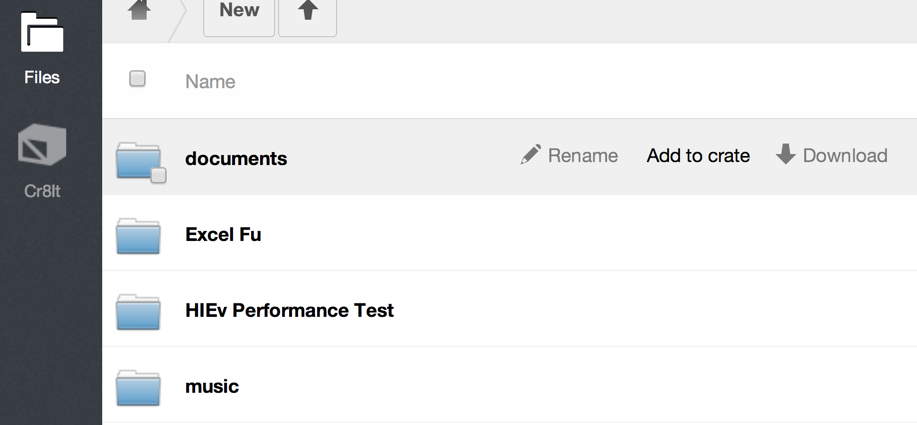 New
Files
Name
documents Rename Add to crate Download
Cr8It
Excel Fu
HIEv Performance Test
music